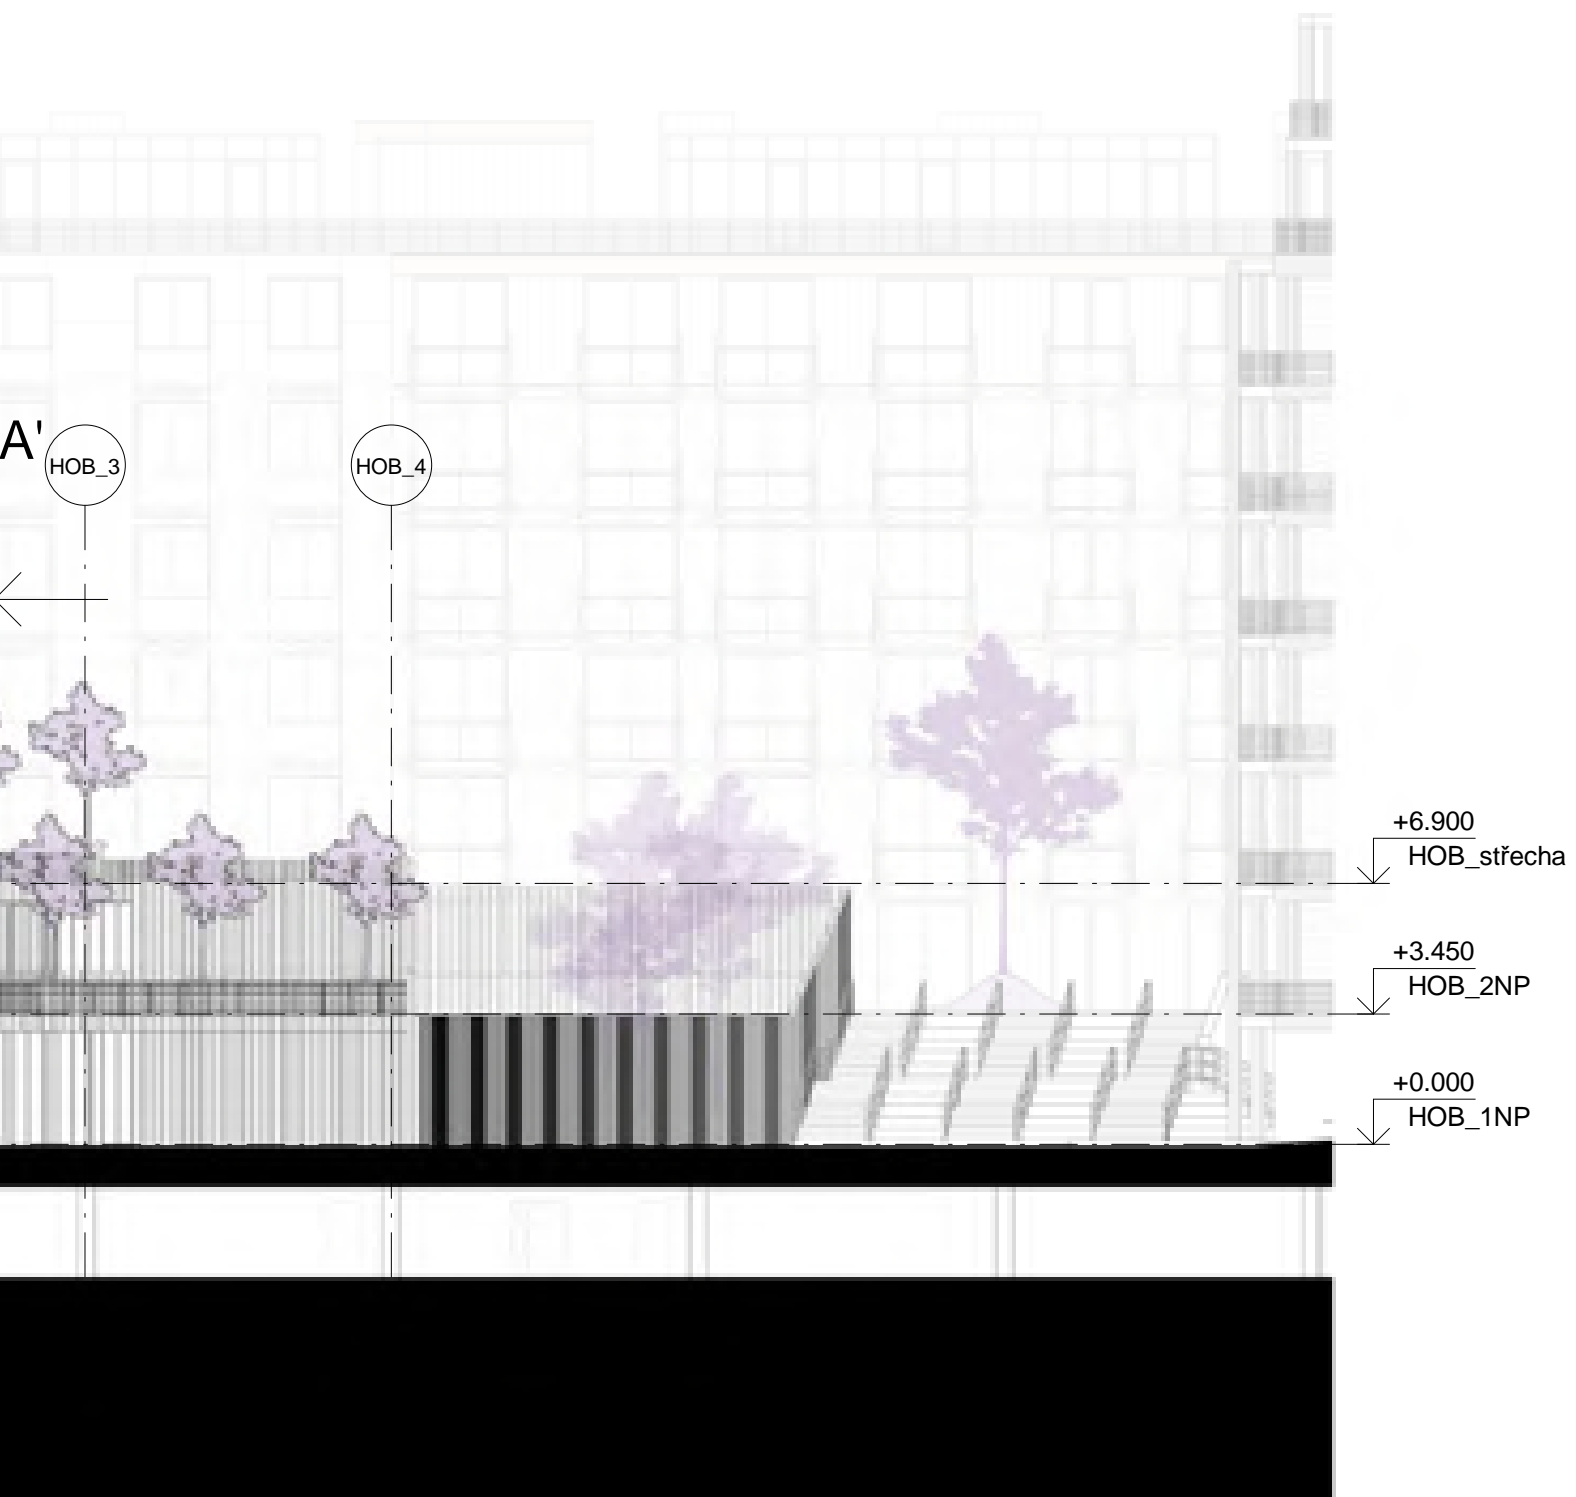 A'
HOB_3
HOB_4
+6.900
HOB_střecha
+3.450
HOB_2NP
+0.000
HOB_1NP